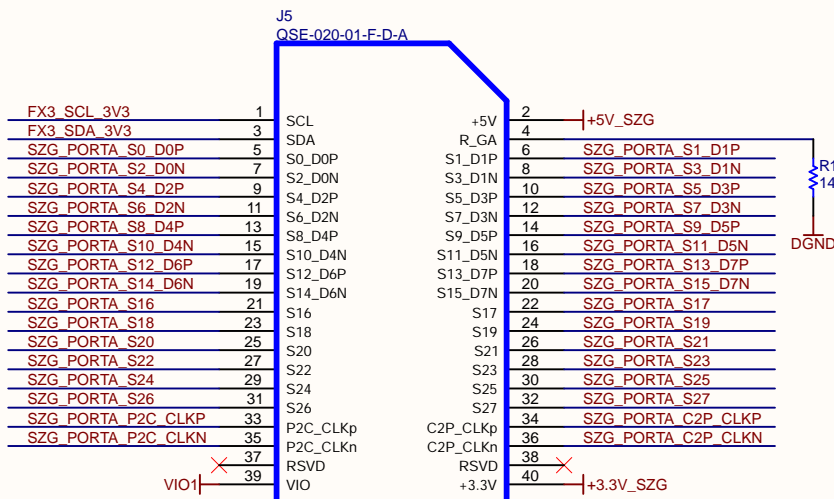 J5
QSE-020-01-F-D-A
FX3_SCL_3V3 1 SCL +5V 2 +5V_SZG
FX3_SDA_3V3 3 SDA R_GA 4
SZG_PORTA_S0_D0P 5 S0_D0P S1_D1P 6 SZG_PORTA_S1_D1P
SZG_PORTA_S2_D0N 7 S2_D0N S3_D1N 8 SZG_PORTA_S3_D1N
SZG_PORTA_S4_D2P 9 S4_D2P S5_D3P 10 SZG_PORTA_S5_D3P
SZG_PORTA_S6_D2N 11 S6_D2N S7_D3N 12 SZG_PORTA_S7_D3N
SZG_PORTA_S8_D4P 13 S8_D4P S9_D5P 14 SZG_PORTA_S9_D5P
SZG_PORTA_S10_D4N 15 S10_D4N S11_D5N 16 SZG_PORTA_S11_D5N
SZG_PORTA_S12_D6P 17 S12_D6P S13_D7P 18 SZG_PORTA_S13_D7P
SZG_PORTA_S14_D6N 19 S14_D6N S15_D7N 20 SZG_PORTA_S15_D7N
SZG_PORTA_S16 21 S16 S17 22 SZG_PORTA_S17
SZG_PORTA_S18 23 S18 S19 24 SZG_PORTA_S19
SZG_PORTA_S20 25 S20 S21 26 SZG_PORTA_S21
SZG_PORTA_S22 27 S22 S23 28 SZG_PORTA_S23
SZG_PORTA_S24 29 S24 S25 30 SZG_PORTA_S25
SZG_PORTA_S26 31 S26 S27 32 SZG_PORTA_S27
SZG_PORTA_P2C_CLKP 33 P2C_CLKp C2P_CLKp 34 SZG_PORTA_C2P_CLKP
SZG_PORTA_P2C_CLKN 35 P2C_CLKn C2P_CLKn 36 SZG_PORTA_C2P_CLKN
37 RSVD RSVD 38
VIO1 39 VIO +3.3V 40 +3.3V_SZG
DGND